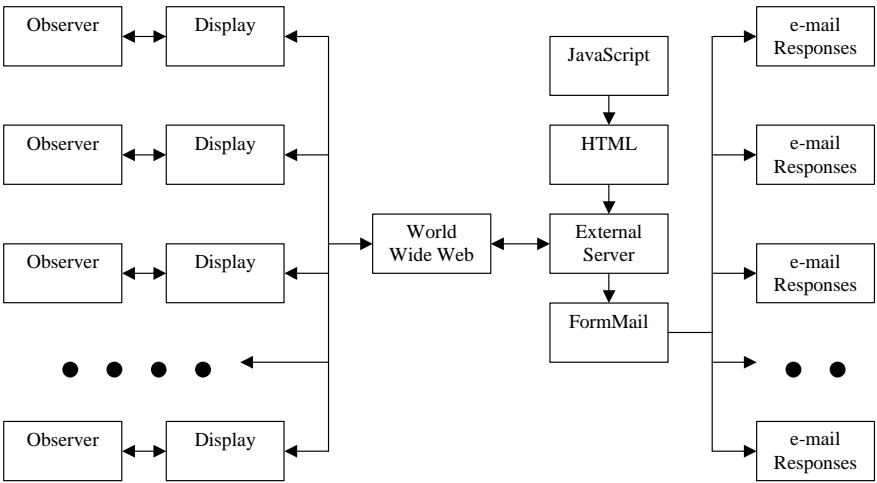 Observer
Display
JavaScript
e-mail
Responses
Observer
Display
HTML
e-mail
Responses
World
Wide Web
External
Server
Observer
Display
e-mail
Responses
FormMail
Observer
Display
e-mail
Responses